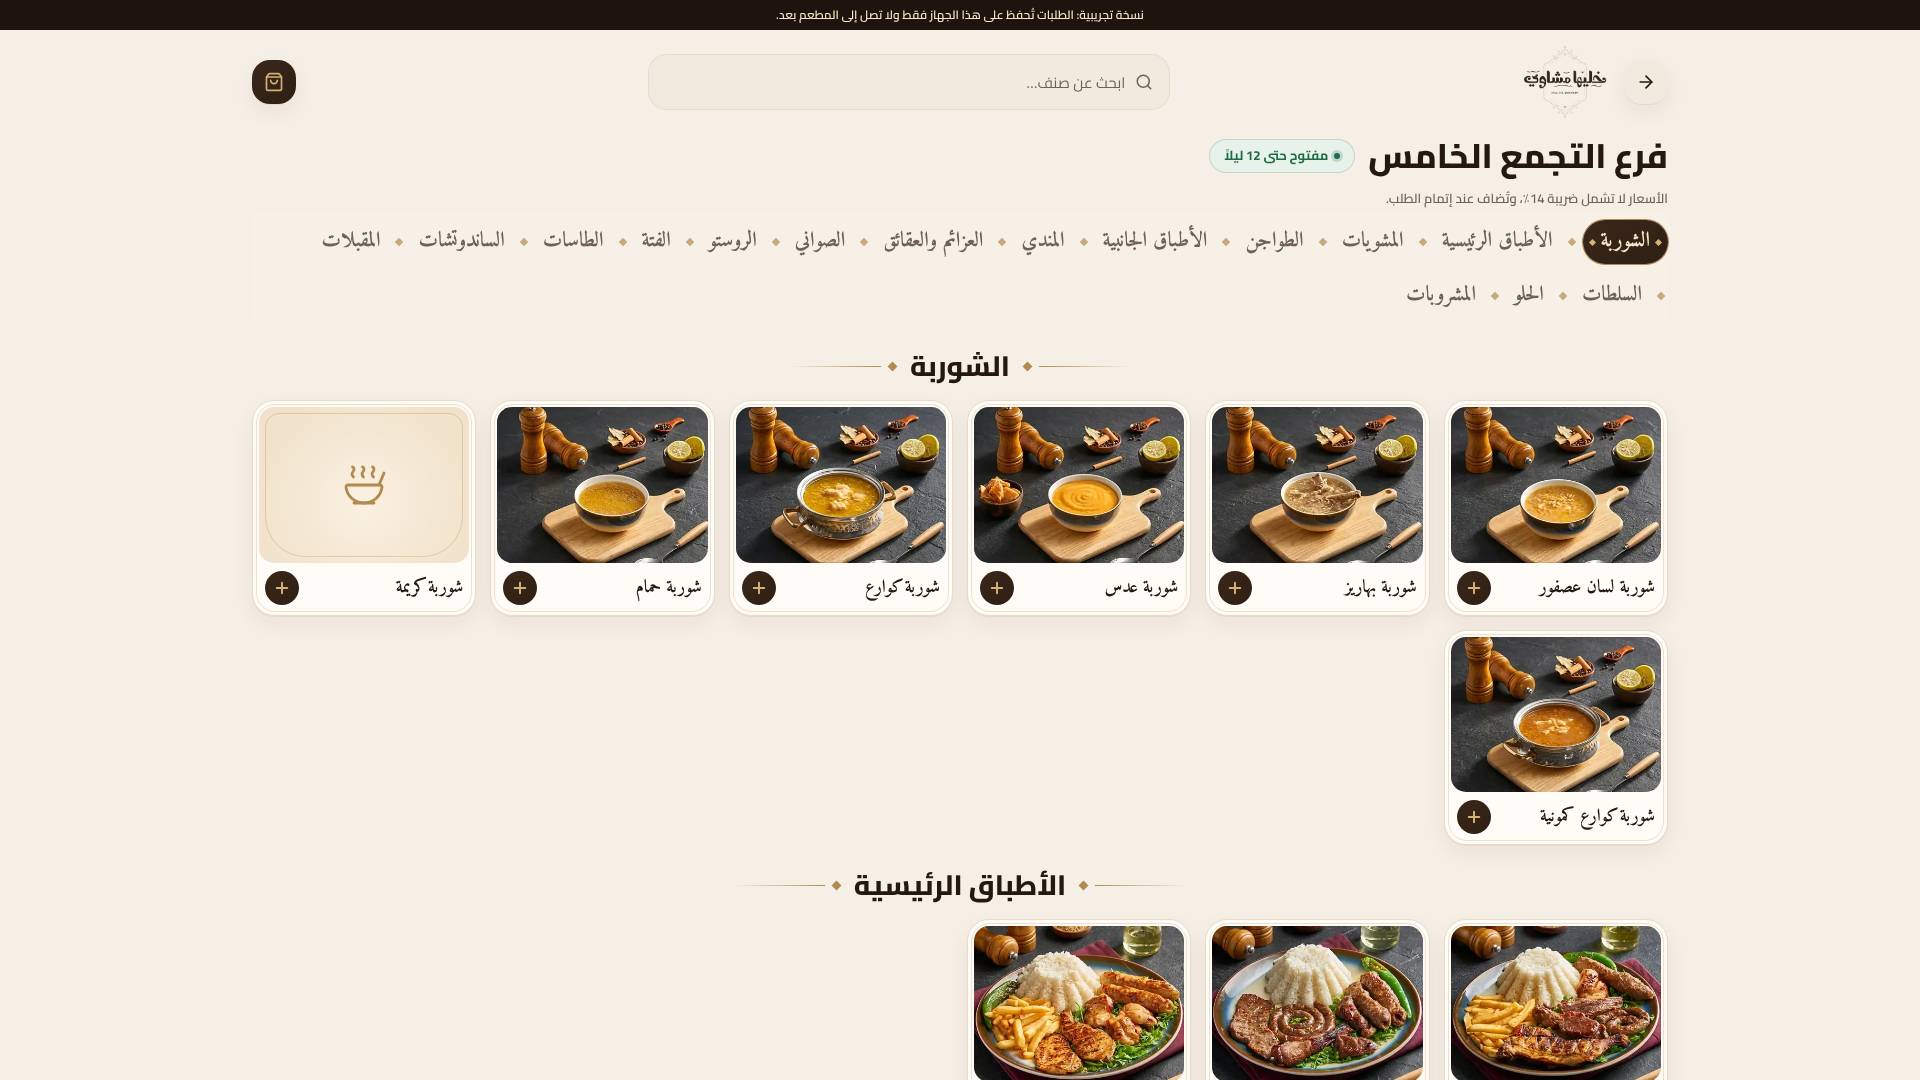 نسخة تجريبية: الطلبات تُحفظ على هذا الجهاز فقط ولا تصل إلى المطعم بعد.
خليها مشاوي
ابحث عن صنف...
فرع التجمع الخامس
مفتوح حتى 12 ليلاً
الأسعار لا تشمل ضريبة 14٪، وتُضاف عند إتمام الطلب.
الشوربة الأطباق الرئيسية المشويات الطواجن الأطباق الجانبية المندي العزائم والعقائق الصواني الروستو الفتة الطاسات الساندوتشات المقبلات
السلطات الحلو المشروبات
الشوربة
شوربة لسان عصفور
شوربة بهاريز
شوربة عدس
شوربة كوارع
شوربة حمام
شوربة كريمة
شوربة كوارع كمونية
الأطباق الرئيسية